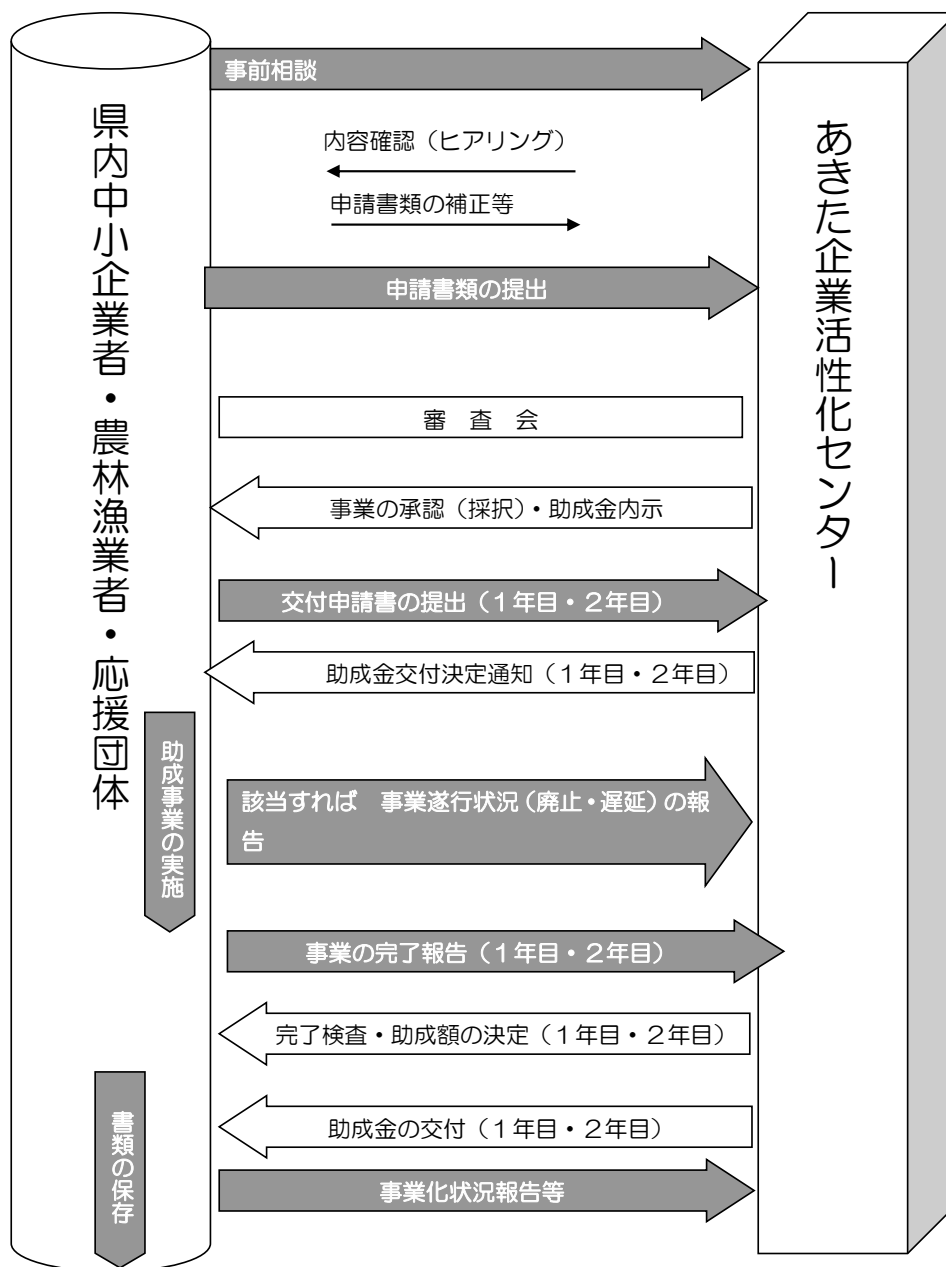 県内中小企業者・農林漁業者・応援団体
あきた企業活性化センター
事前相談
内容確認（ヒアリング）
申請書類の補正等
申請書類の提出
審　査　会
事業の承認（採択）・助成金内示
交付申請書の提出（１年目・２年目）
助成金交付決定通知（１年目・２年目）
助成事業の実施
該当すれば　事業遂行状況（廃止・遅延）の報
告
事業の完了報告（１年目・２年目）
完了検査・助成額の決定（１年目・２年目）
書類の保存
助成金の交付（１年目・２年目）
事業化状況報告等